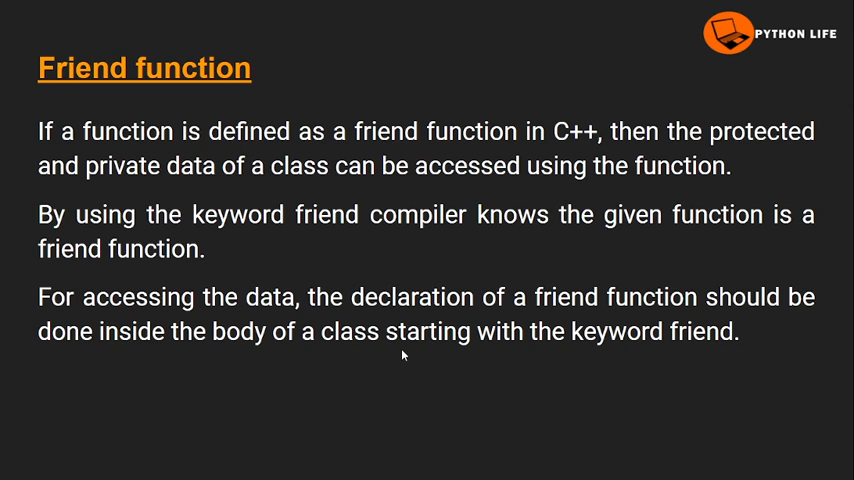 PYTHON LIFE
Friend function
If a function is defined as a friend function in C++, then the protected
and private data of a class can be accessed using the function.
By using the keyword friend compiler knows the given function is a
friend function.
For accessing the data, the declaration of a friend function should be
done inside the body of a class starting with the keyword friend.